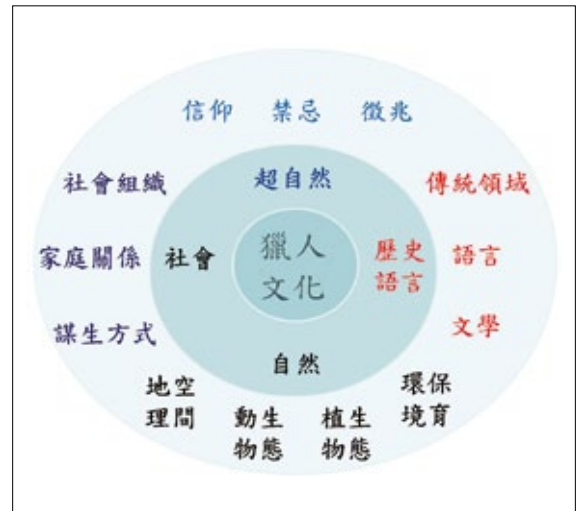 信仰 禁忌 徵兆
超自然
社會組織
傳統領域
獵人
文化
家庭關係
社會
歷史
語言
語言
謀生方式
文學
自然
地空
理間
動生
物態
植生
物態
環保
境育